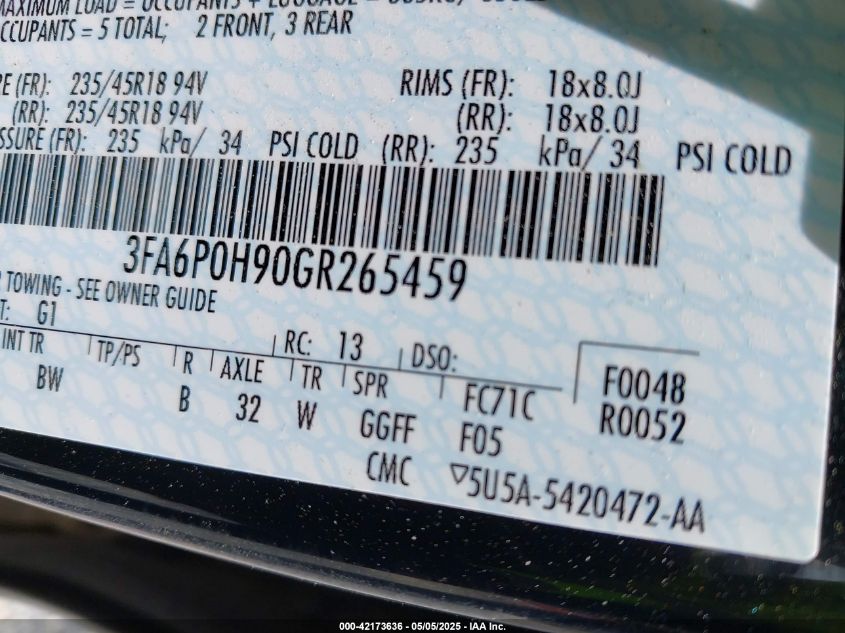 MAXIMUM LOAD = OCCUPANTS + LUGGAGE =
CCUPANTS = 5 TOTAL; 2 FRONT, 3 REAR
RE (FR): 235/45R18 94V RIMS (FR): 18x8.0J
(RR): 235/45R18 94V (RR): 18x8.0J
SSURE (FR): 235 kPa/ 34 PSI COLD (RR): 235 kPa/ 34 PSI COLD
3FA6P0H90GR265459
TOWING - SEE OWNER GUIDE
T: G1
RC: 13 DSO:
INT TR TP/PS R AXLE TR SPR FC71C F0048
BW B 32 W GGFF F05 R0052
CMC ▽5U5A-5420472-AA
000-42173636 - 05/05/2025 - IAA Inc.